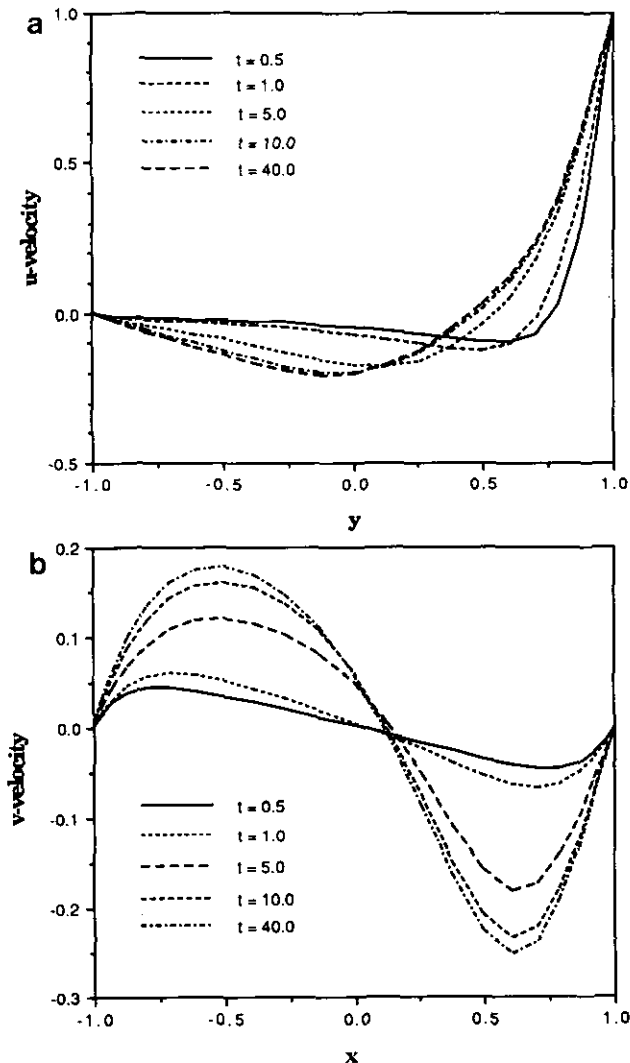 a
1.0
0.5
0.0
-0.5
u-velocity
t = 0.5
t = 1.0
t = 5.0
t = 10.0
t = 40.0
-1.0 -0.5 0.0 0.5 1.0
y
b
0.2
0.1
0.0
-0.1
-0.2
-0.3
v-velocity
t = 0.5
t = 1.0
t = 5.0
t = 10.0
t = 40.0
-1.0 -0.5 0.0 0.5 1.0
x